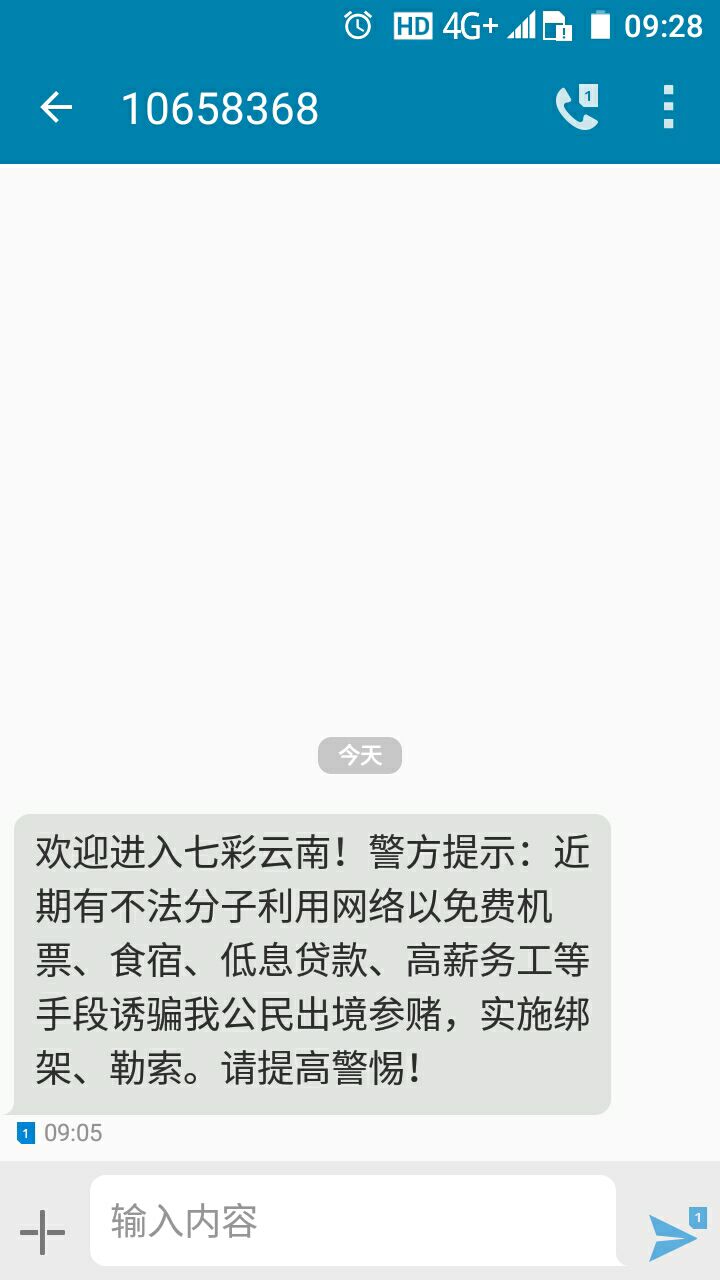 HD 4G+ 09:28
10658368 1
今天
欢迎进入七彩云南！警方提示：近
期有不法分子利用网络以免费机
票、食宿、低息贷款、高薪务工等
手段诱骗我公民出境参赌，实施绑
架、勒索。请提高警惕！
1 09:05
输入内容 1